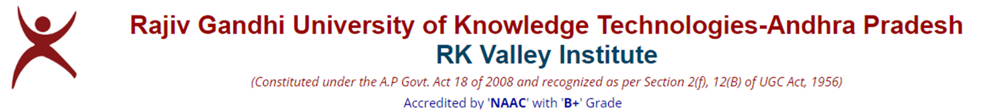 Rajiv Gandhi University of Knowledge Technologies-Andhra Pradesh
RK Valley Institute
(Constituted under the A.P Govt. Act 18 of 2008 and recognized as per Section 2(f), 12(B) of UGC Act, 1956)
Accredited by 'NAAC' with 'B+' Grade